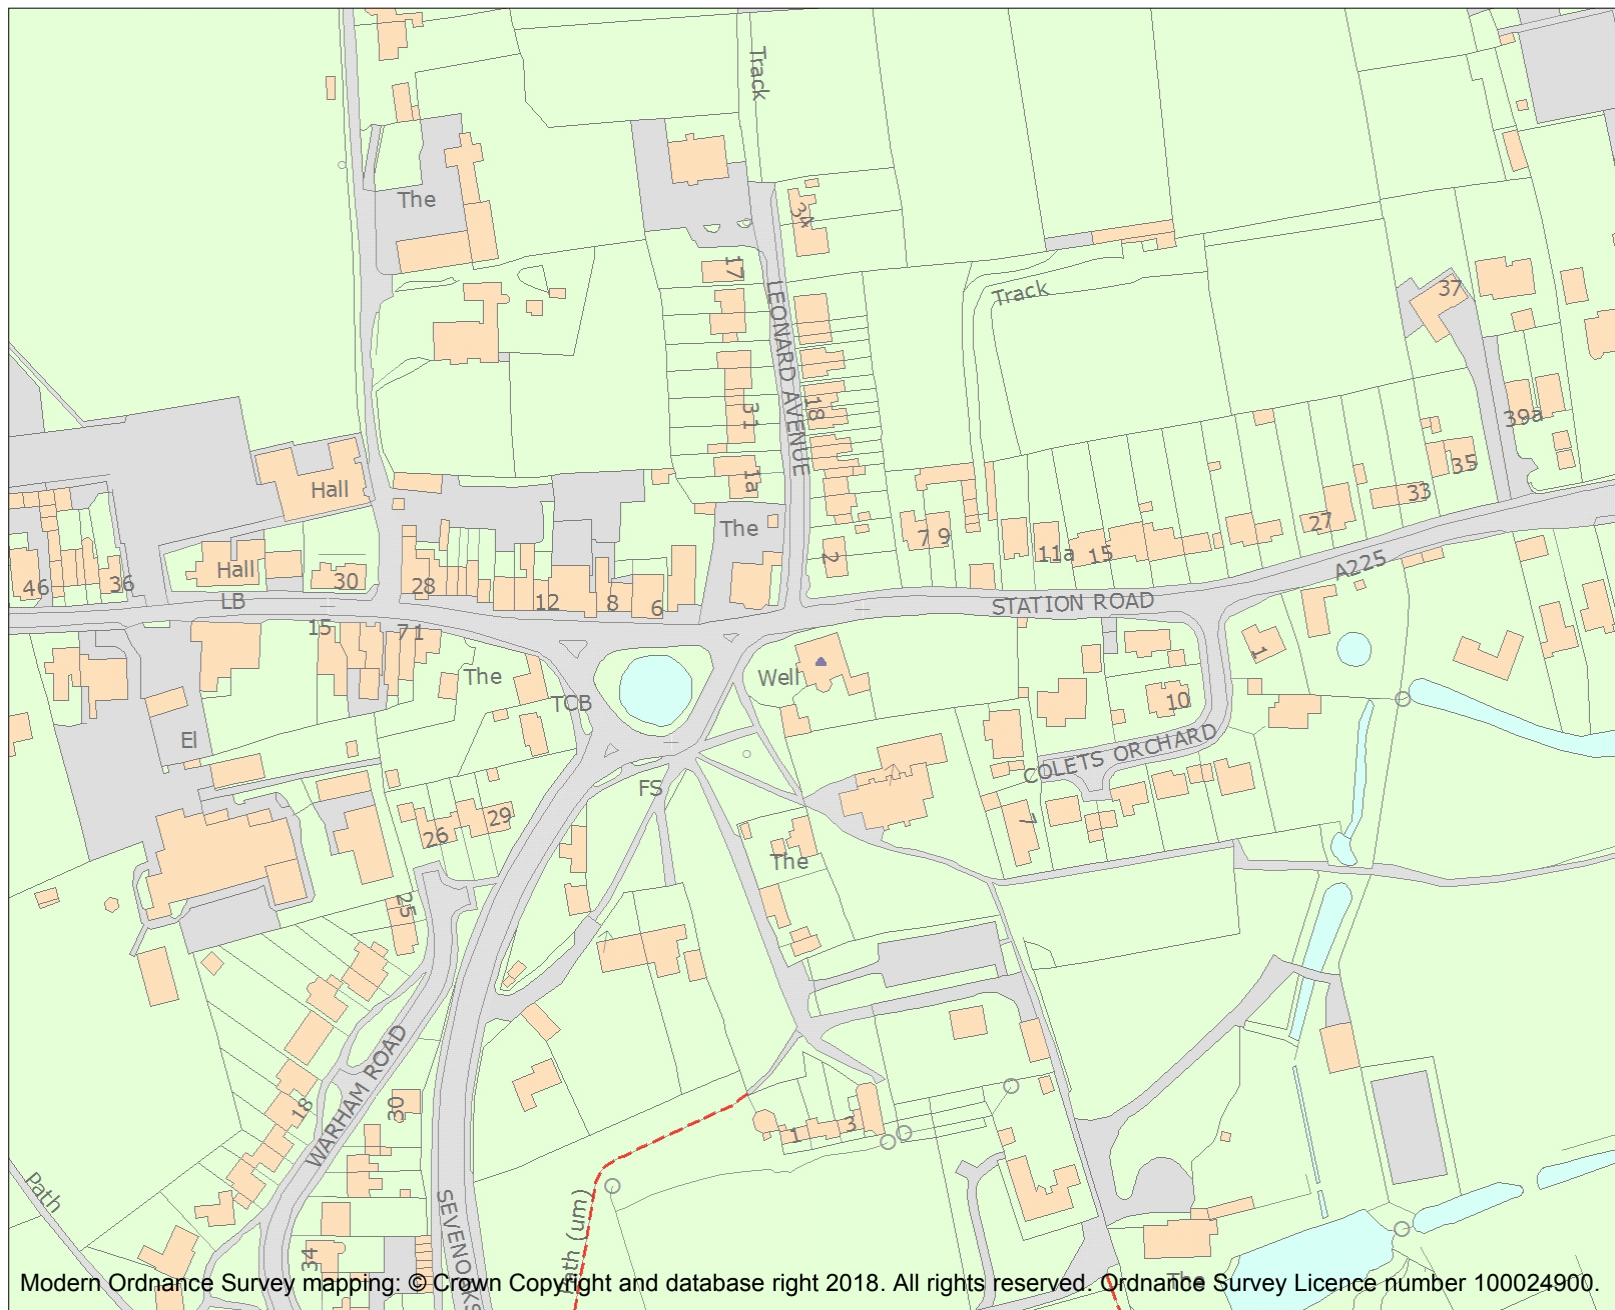 Track
The
34
17
37
Track
LEONARD AVENUE
31
18
39a
Hall
1a
35
33
The
27
7 9
2
11a
15
Hall
46
36
30
28
A225
LB
12
8
6
STATION ROAD
15
71
The
Well
1
TCB
10
El
COLETS ORCHARD
FS
29
26
7
The
25
18
WARHAM ROAD
30
1
3
Path
Path (um)
SEVENOAKS
34
The
Modern Ordnance Survey mapping: © Crown Copyright and database right 2018. All rights reserved. Ordnance Survey Licence number 100024900.